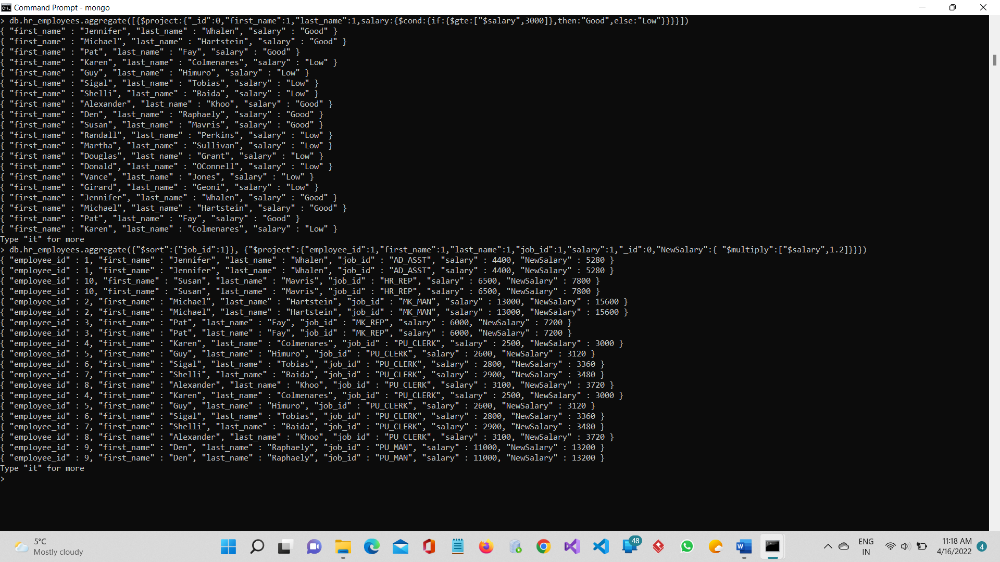 Command Prompt - mongo
> db.hr_employees.aggregate([{$project:{"_id":0,"first_name":1,"last_name":1,salary:{$cond:{if:{$gte:["$salary",3000]},then:"Good",else:"Low"}}}}])
{ "first_name" : "Jennifer", "last_name" : "Whalen", "salary" : "Good" }
{ "first_name" : "Michael", "last_name" : "Hartstein", "salary" : "Good" }
{ "first_name" : "Pat", "last_name" : "Fay", "salary" : "Good" }
{ "first_name" : "Karen", "last_name" : "Colmenares", "salary" : "Low" }
{ "first_name" : "Guy", "last_name" : "Himuro", "salary" : "Low" }
{ "first_name" : "Sigal", "last_name" : "Tobias", "salary" : "Low" }
{ "first_name" : "Shelli", "last_name" : "Baida", "salary" : "Low" }
{ "first_name" : "Alexander", "last_name" : "Khoo", "salary" : "Good" }
{ "first_name" : "Den", "last_name" : "Raphaely", "salary" : "Good" }
{ "first_name" : "Susan", "last_name" : "Mavris", "salary" : "Good" }
{ "first_name" : "Randall", "last_name" : "Perkins", "salary" : "Low" }
{ "first_name" : "Martha", "last_name" : "Sullivan", "salary" : "Low" }
{ "first_name" : "Douglas", "last_name" : "Grant", "salary" : "Low" }
{ "first_name" : "Donald", "last_name" : "OConnell", "salary" : "Low" }
{ "first_name" : "Vance", "last_name" : "Jones", "salary" : "Low" }
{ "first_name" : "Girard", "last_name" : "Geoni", "salary" : "Low" }
{ "first_name" : "Jennifer", "last_name" : "Whalen", "salary" : "Good" }
{ "first_name" : "Michael", "last_name" : "Hartstein", "salary" : "Good" }
{ "first_name" : "Pat", "last_name" : "Fay", "salary" : "Good" }
{ "first_name" : "Karen", "last_name" : "Colmenares", "salary" : "Low" }
Type "it" for more
> db.hr_employees.aggregate({"$sort":{"job_id":1}}, {"$project":{"employee_id":1,"first_name":1,"last_name":1,"job_id":1,"salary":1,"_id":0,"NewSalary":{ "$multiply":["$salary",1.2]}}})
{ "employee_id" : 1, "first_name" : "Jennifer", "last_name" : "Whalen", "job_id" : "AD_ASST", "salary" : 4400, "NewSalary" : 5280 }
{ "employee_id" : 1, "first_name" : "Jennifer", "last_name" : "Whalen", "job_id" : "AD_ASST", "salary" : 4400, "NewSalary" : 5280 }
{ "employee_id" : 10, "first_name" : "Susan", "last_name" : "Mavris", "job_id" : "HR_REP", "salary" : 6500, "NewSalary" : 7800 }
{ "employee_id" : 10, "first_name" : "Susan", "last_name" : "Mavris", "job_id" : "HR_REP", "salary" : 6500, "NewSalary" : 7800 }
{ "employee_id" : 2, "first_name" : "Michael", "last_name" : "Hartstein", "job_id" : "MK_MAN", "salary" : 13000, "NewSalary" : 15600 }
{ "employee_id" : 2, "first_name" : "Michael", "last_name" : "Hartstein", "job_id" : "MK_MAN", "salary" : 13000, "NewSalary" : 15600 }
{ "employee_id" : 3, "first_name" : "Pat", "last_name" : "Fay", "job_id" : "MK_REP", "salary" : 6000, "NewSalary" : 7200 }
{ "employee_id" : 3, "first_name" : "Pat", "last_name" : "Fay", "job_id" : "MK_REP", "salary" : 6000, "NewSalary" : 7200 }
{ "employee_id" : 4, "first_name" : "Karen", "last_name" : "Colmenares", "job_id" : "PU_CLERK", "salary" : 2500, "NewSalary" : 3000 }
{ "employee_id" : 5, "first_name" : "Guy", "last_name" : "Himuro", "job_id" : "PU_CLERK", "salary" : 2600, "NewSalary" : 3120 }
{ "employee_id" : 6, "first_name" : "Sigal", "last_name" : "Tobias", "job_id" : "PU_CLERK", "salary" : 2800, "NewSalary" : 3360 }
{ "employee_id" : 7, "first_name" : "Shelli", "last_name" : "Baida", "job_id" : "PU_CLERK", "salary" : 2900, "NewSalary" : 3480 }
{ "employee_id" : 8, "first_name" : "Alexander", "last_name" : "Khoo", "job_id" : "PU_CLERK", "salary" : 3100, "NewSalary" : 3720 }
{ "employee_id" : 4, "first_name" : "Karen", "last_name" : "Colmenares", "job_id" : "PU_CLERK", "salary" : 2500, "NewSalary" : 3000 }
{ "employee_id" : 5, "first_name" : "Guy", "last_name" : "Himuro", "job_id" : "PU_CLERK", "salary" : 2600, "NewSalary" : 3120 }
{ "employee_id" : 6, "first_name" : "Sigal", "last_name" : "Tobias", "job_id" : "PU_CLERK", "salary" : 2800, "NewSalary" : 3360 }
{ "employee_id" : 7, "first_name" : "Shelli", "last_name" : "Baida", "job_id" : "PU_CLERK", "salary" : 2900, "NewSalary" : 3480 }
{ "employee_id" : 8, "first_name" : "Alexander", "last_name" : "Khoo", "job_id" : "PU_CLERK", "salary" : 3100, "NewSalary" : 3720 }
{ "employee_id" : 9, "first_name" : "Den", "last_name" : "Raphaely", "job_id" : "PU_MAN", "salary" : 11000, "NewSalary" : 13200 }
{ "employee_id" : 9, "first_name" : "Den", "last_name" : "Raphaely", "job_id" : "PU_MAN", "salary" : 11000, "NewSalary" : 13200 }
Type "it" for more
>
5°C
Mostly cloudy
48
ENG
IN
11:18 AM
4/16/2022
4